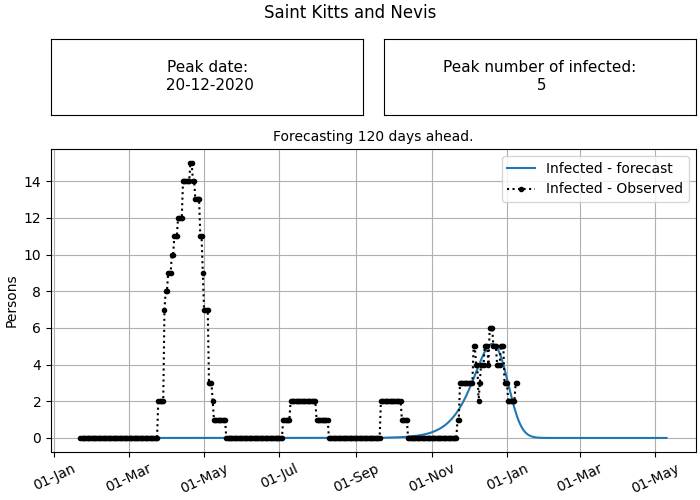 Saint Kitts and Nevis
Peak date:
20-12-2020
Peak number of infected:
5
Forecasting 120 days ahead.
Infected - forecast
Infected - Observed
Persons
14
12
10
8
6
4
2
0
01-Jan
01-Mar
01-May
01-Jul
01-Sep
01-Nov
01-Jan
01-Mar
01-May